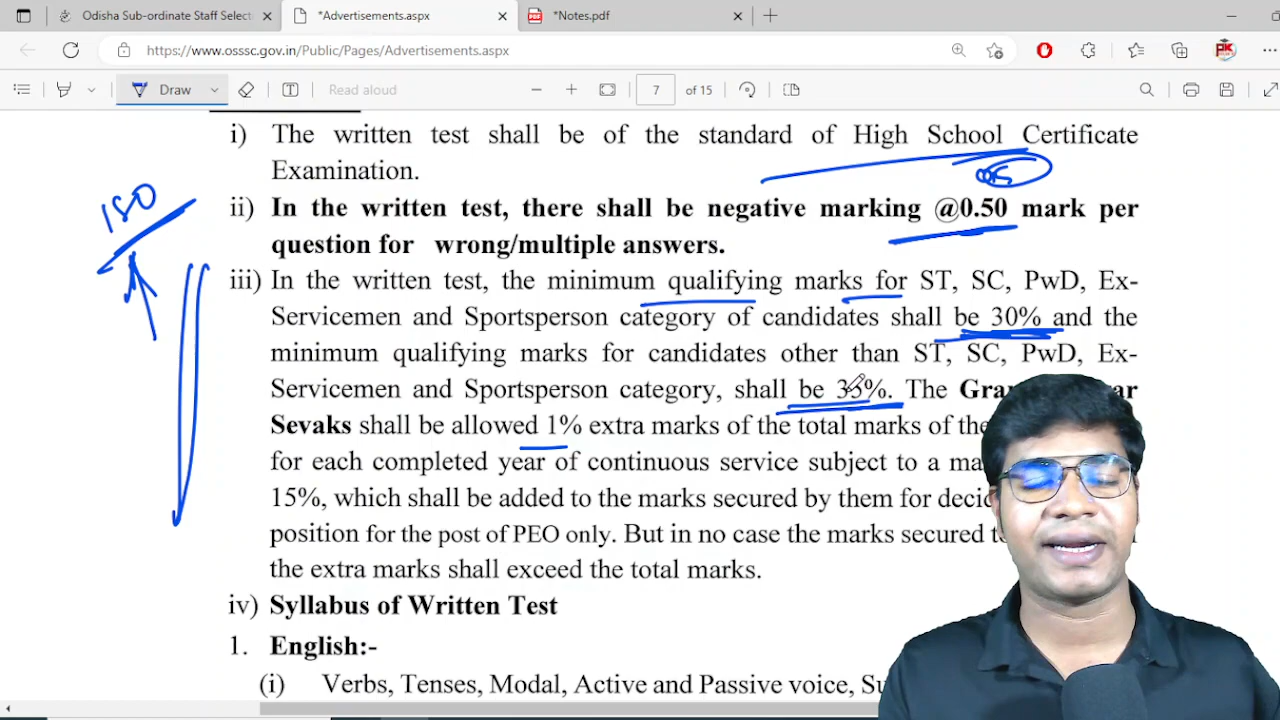 Odisha Sub-ordinate Staff Select
*Advertisements.aspx
*Notes.pdf
https://www.osssc.gov.in/Public/Pages/Advertisements.aspx
PK
Draw
Read aloud
7
of 15
i) The written test shall be of the standard of High School Certificate
Examination.
ii) In the written test, there shall be negative marking @0.50 mark per
question for wrong/multiple answers.
150
iii) In the written test, the minimum qualifying marks for ST, SC, PwD, Ex-
Servicemen and Sportsperson category of candidates shall be 30% and the
minimum qualifying marks for candidates other than ST, SC, PwD, Ex-
Servicemen and Sportsperson category, shall be 35%. The
Sevaks shall be allowed 1% extra marks of the total marks of the
for each completed year of continuous service subject to a
15%, which shall be added to the marks secured by them for
position for the post of PEO only. But in no case the marks secured
the extra marks shall exceed the total marks.
iv) Syllabus of Written Test
1. English:-
(i) Verbs, Tenses, Modal, Active and Passive voice,